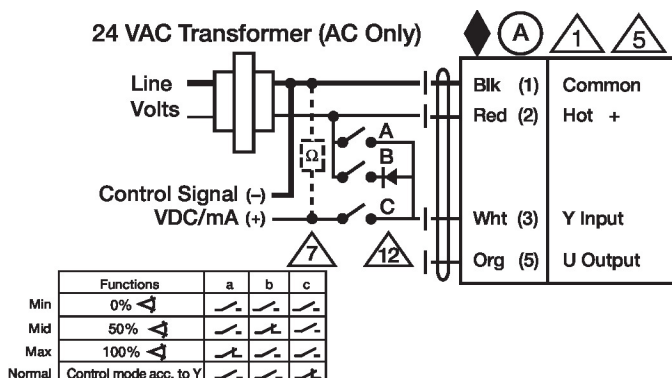 24 VAC Transformer (AC Only)
A 1 5
Line
Volts
Blk (1) Common
Red (2) Hot +
A
Ω
B
Control Signal (–)
VDC/mA (+)
C
Wht (3) Y Input
7 12
Org (5) U Output
Functions a b c
Min 0%
Mid 50%
Max 100%
Normal Control mode acc. to Y